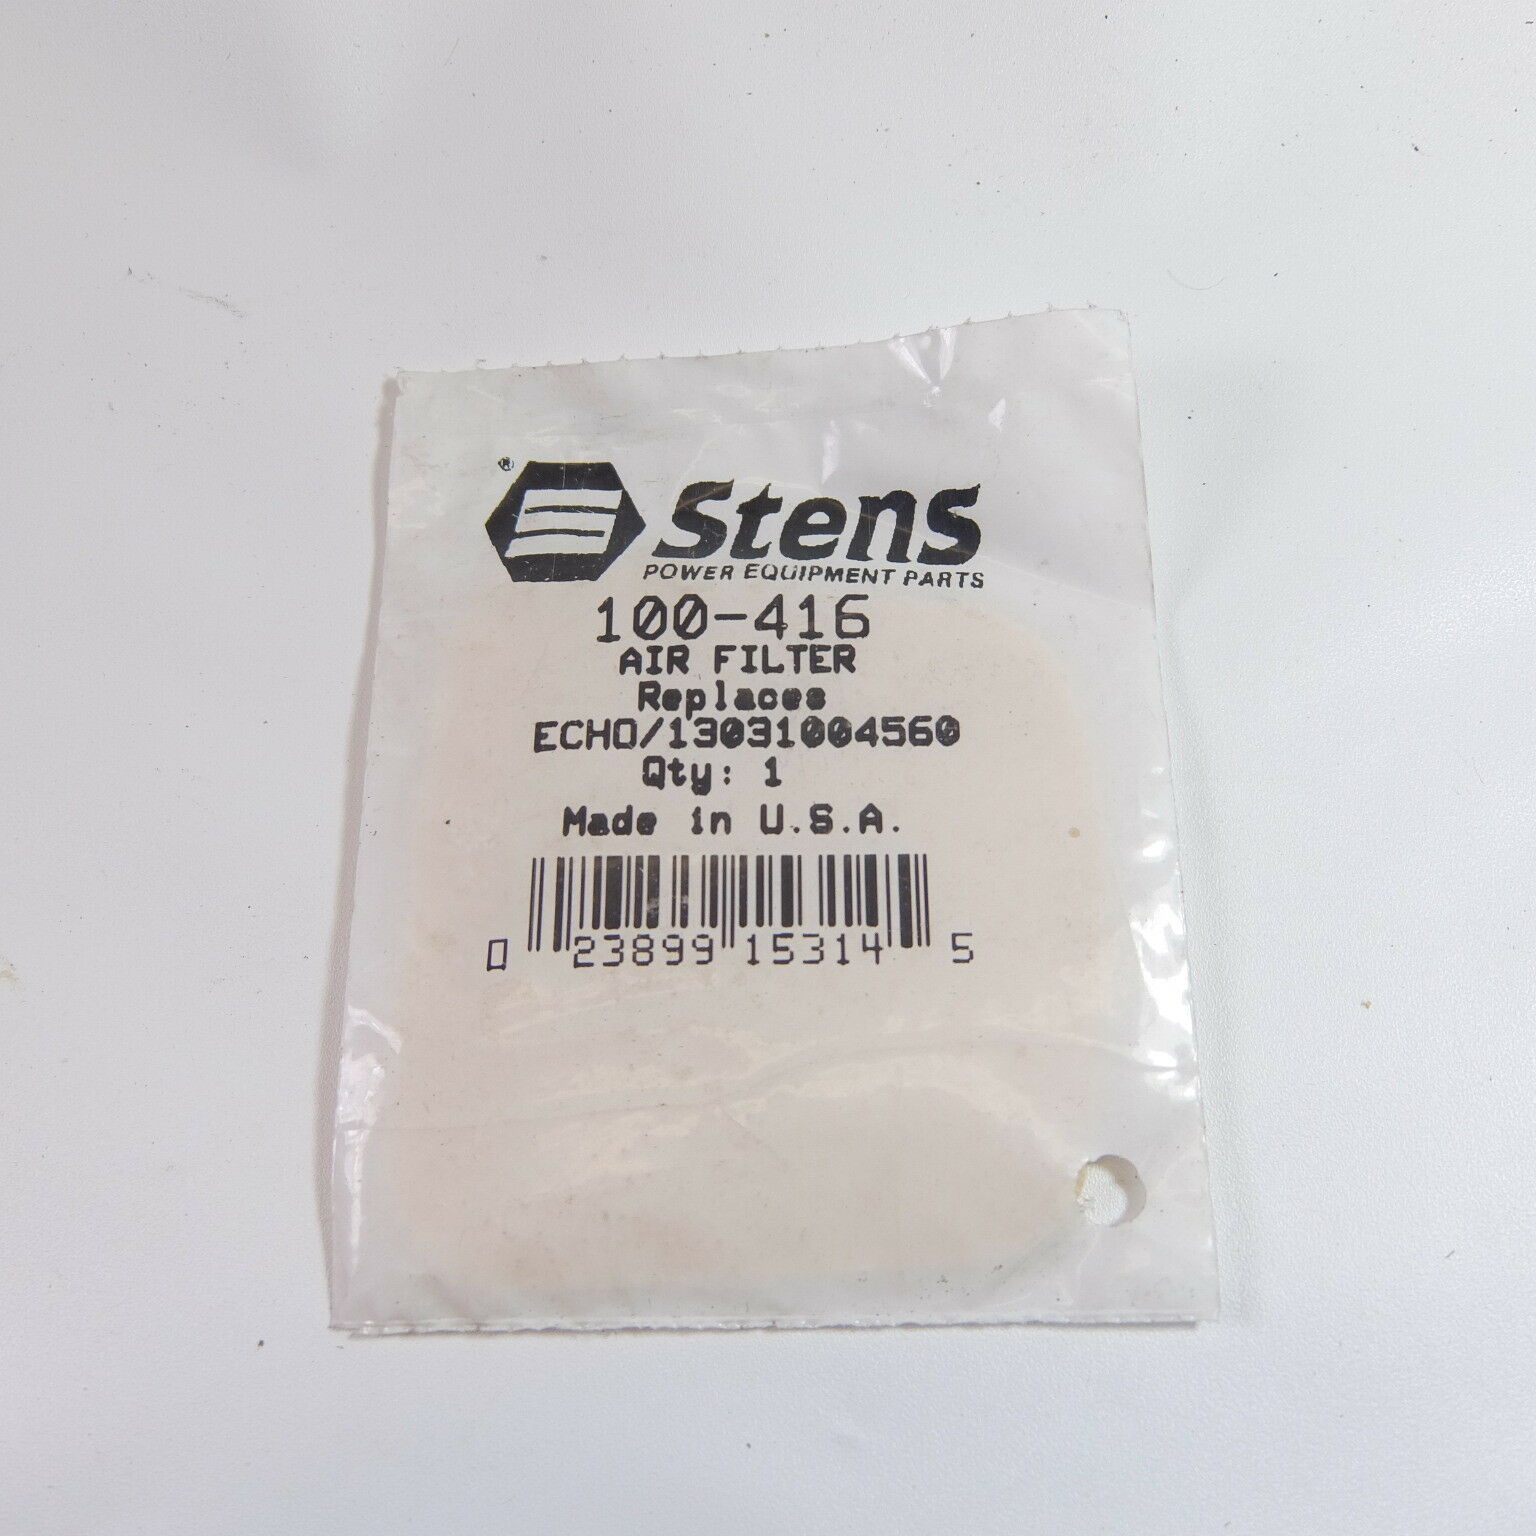 ® Stens
POWER EQUIPMENT PARTS
100-416
AIR FILTER
Replaces
ECHO/13031004560
Qty: 1
Made in U.S.A.
0 23899 15314 5